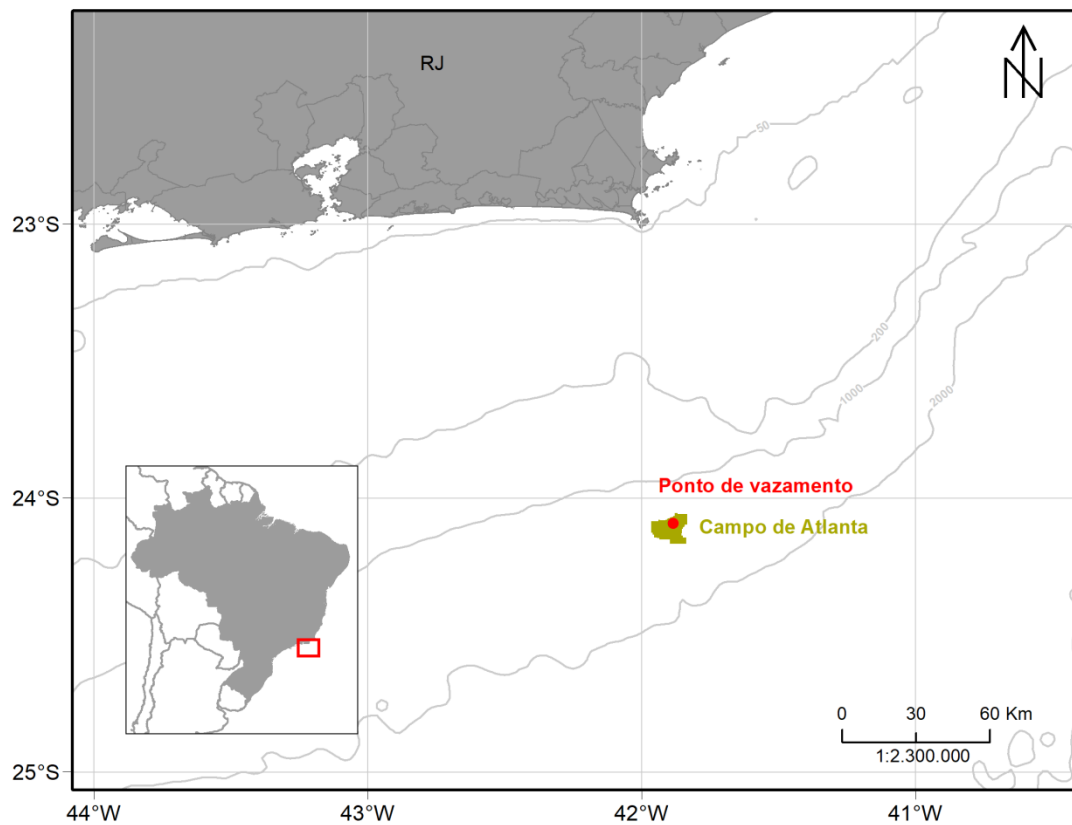 RJ
N
50
23°S
200
1000
2000
24°S
Ponto de vazamento
Campo de Atlanta
0 30 60 Km
1:2.300.000
25°S
44°W 43°W 42°W 41°W